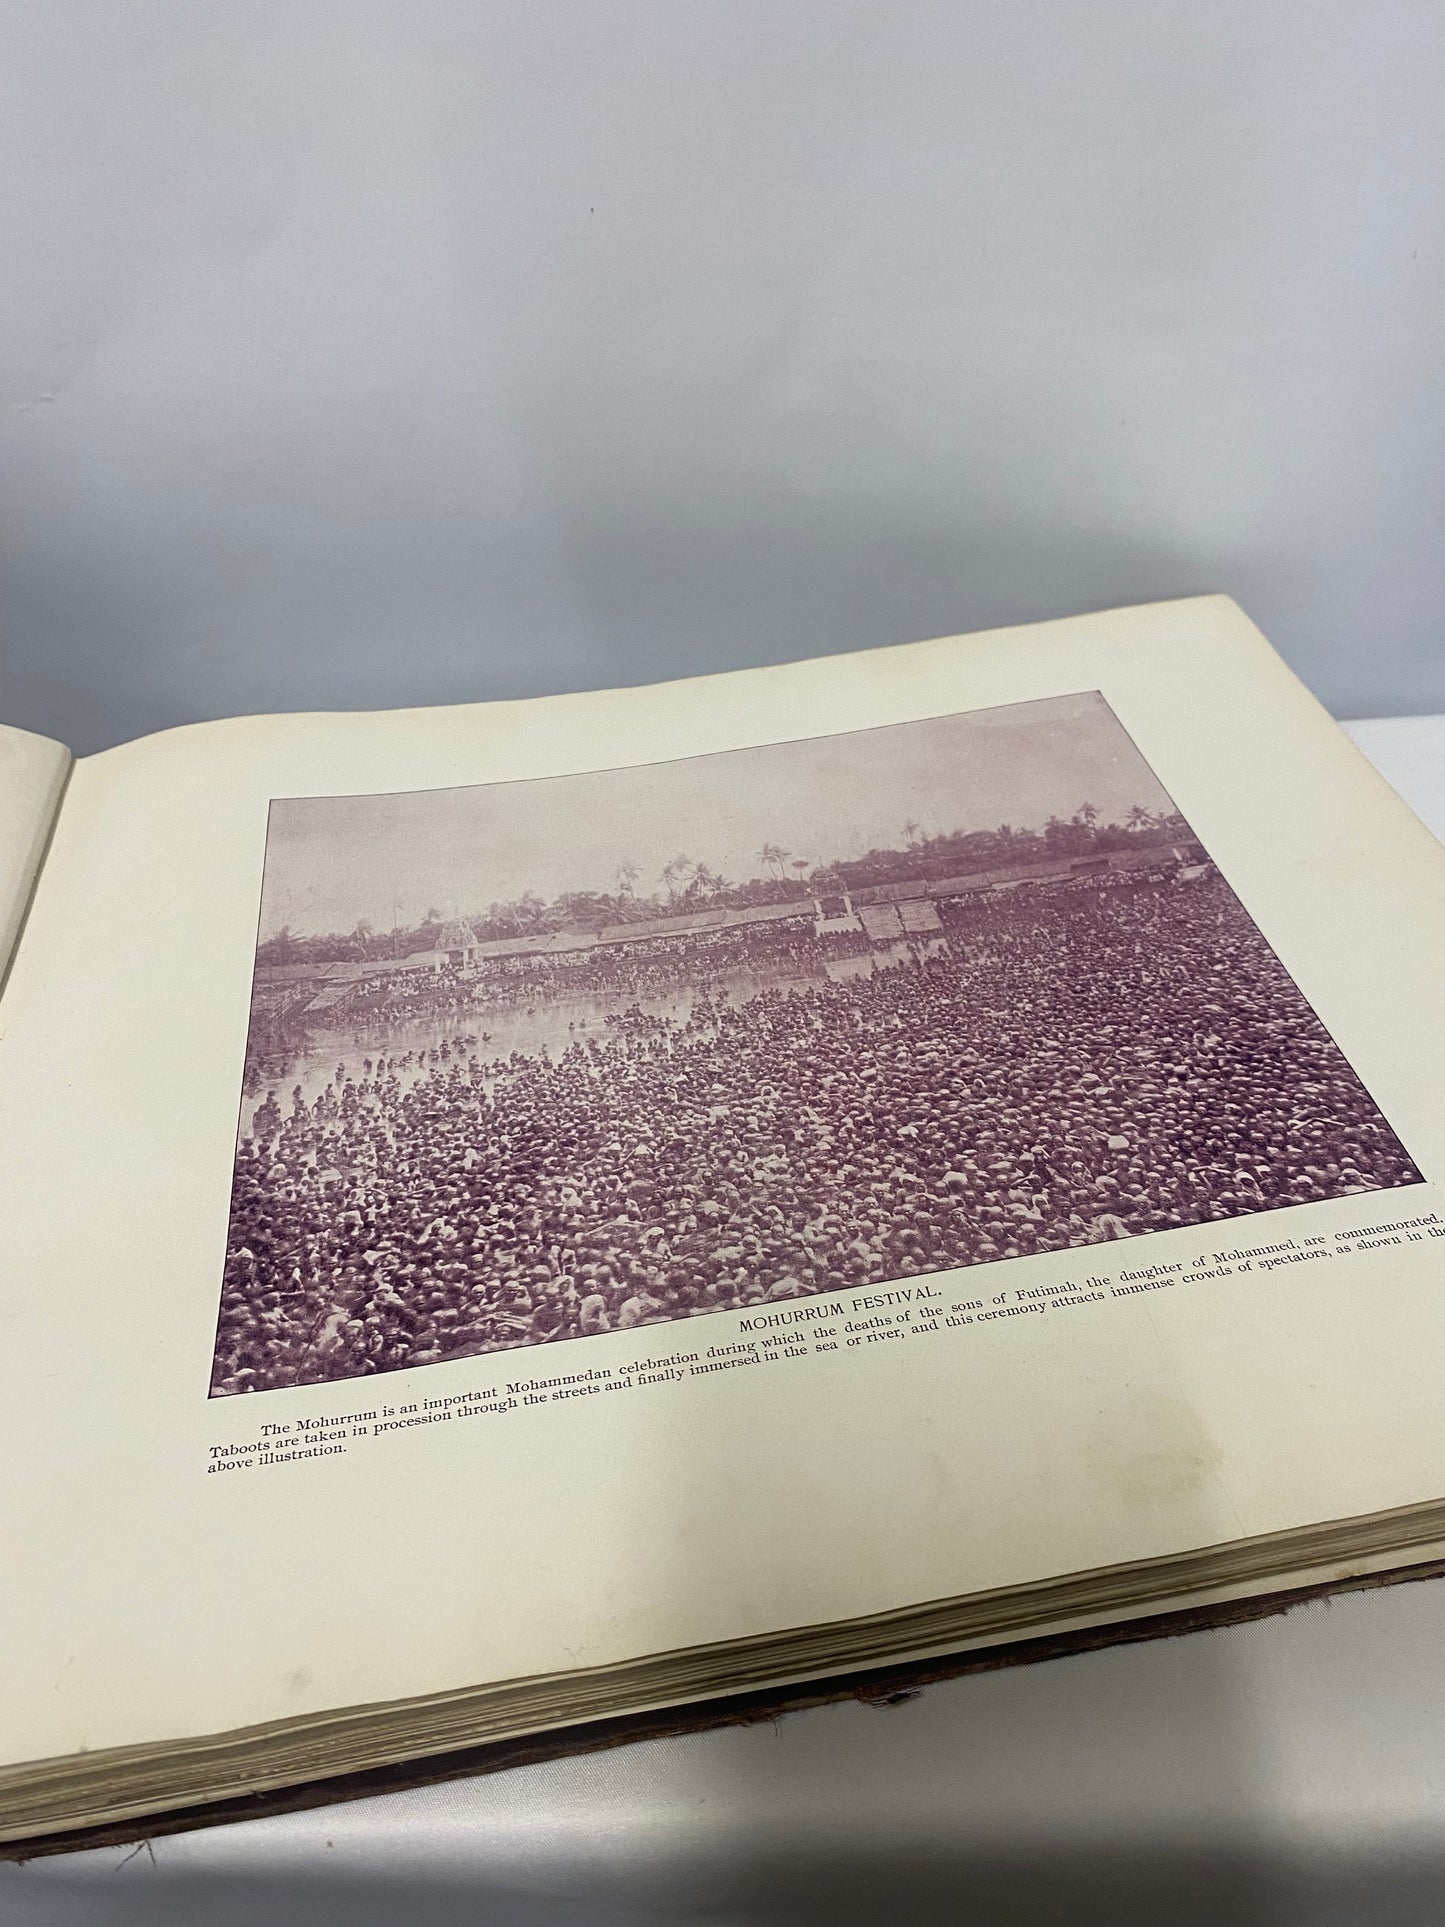 MOHURRUM FESTIVAL.
The Mohurrum is an important Mohammedan celebration during which the deaths of the sons of Futimah, the daughter of Mohammed, are commemorated.
Taboots are taken in procession through the streets and finally immersed in the sea or river, and this ceremony attracts immense crowds of spectators, as shown in the
above illustration.